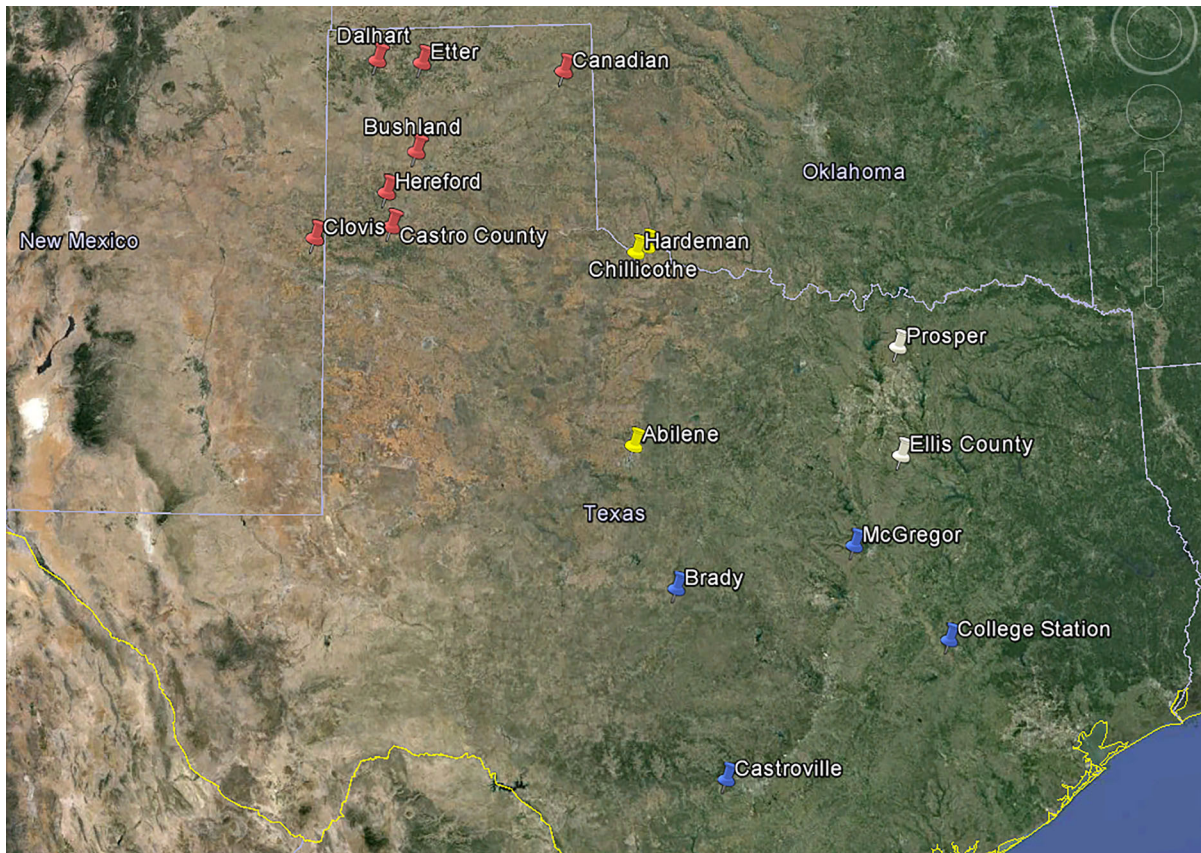 Dalhart
Etter
Canadian
Bushland
Oklahoma
Hereford
Clovis
Castro County
New Mexico
Hardeman
Chillicothe
Prosper
Abilene
Ellis County
Texas
McGregor
Brady
College Station
Castroville